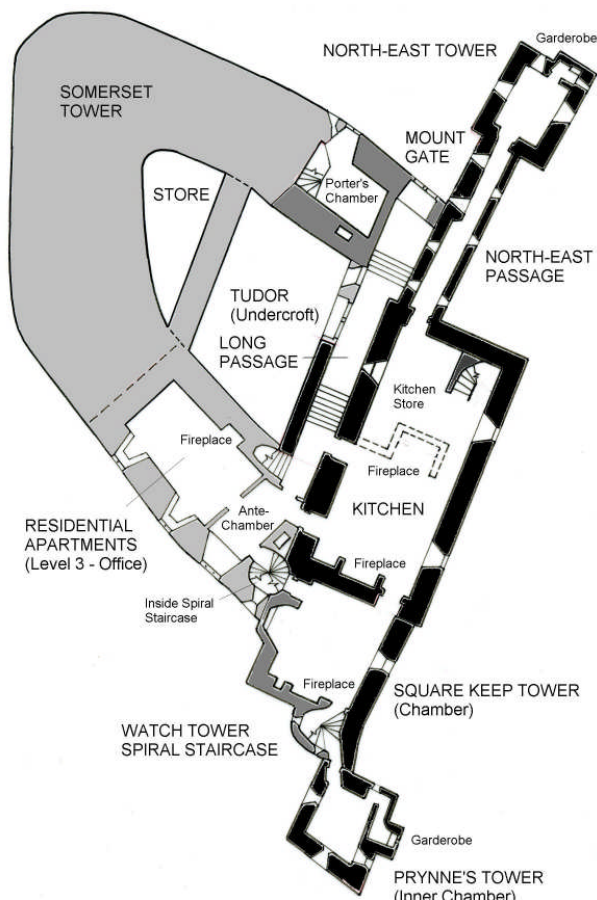 Garderobe
NORTH-EAST TOWER
SOMERSET
TOWER
MOUNT
GATE
Porter's
Chamber
STORE
NORTH-EAST
PASSAGE
TUDOR
(Undercroft)
LONG
PASSAGE
Kitchen
Store
Fireplace
Fireplace
KITCHEN
Ante-
Chamber
RESIDENTIAL
APARTMENTS
(Level 3 - Office)
Fireplace
Inside Spiral
Staircase
Fireplace
SQUARE KEEP TOWER
(Chamber)
WATCH TOWER
SPIRAL STAIRCASE
Garderobe
PRYNNE'S TOWER
(Inner Chamber)